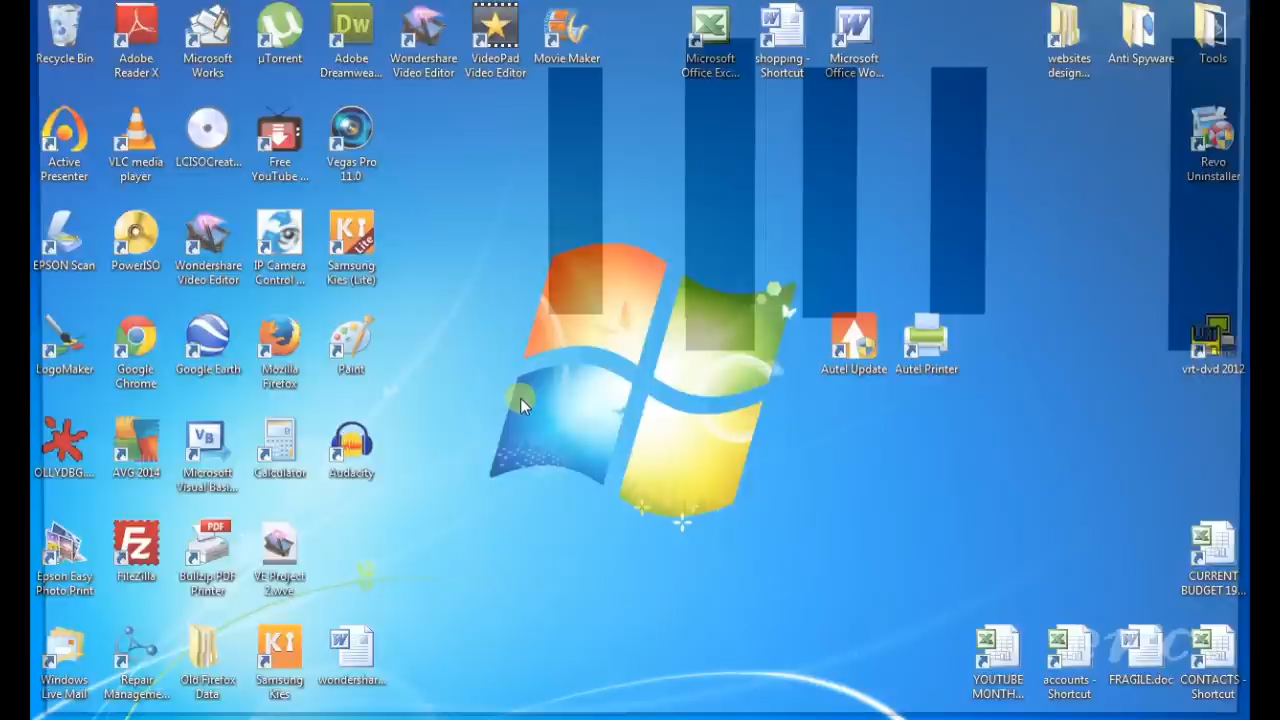 Recycle Bin
Adobe
Reader X
Microsoft
Works
µTorrent
Adobe
Dreamwea...
Wondershare
Video Editor
VideoPad
Video Editor
Movie Maker
Microsoft
Office Exc...
shopping -
Shortcut
Microsoft
Office Wo...
websites
design...
Anti Spyware
Tools
Active
Presenter
VLC media
player
LCISOCreat...
Free
YouTube ...
Vegas Pro
11.0
Revo
Uninstaller
EPSON Scan
PowerISO
Wondershare
Video Editor
IP Camera
Control ...
Samsung
Kies (Lite)
LogoMaker
Google
Chrome
Google Earth
Mozilla
Firefox
Paint
Autel Update
Autel Printer
vrt-dvd 2012
OLLYDBG....
AVG 2014
Microsoft
Visual Basi...
Calculator
Audacity
Epson Easy
Photo Print
FileZilla
Bullzip PDF
Printer
VE Project
2.wve
CURRENT
BUDGET 19...
Windows
Live Mail
Repair
Manageme...
Old Firefox
Data
Samsung
Kies
wondershar...
YOUTUBE
MONTH...
accounts -
Shortcut
FRAGILE.doc
CONTACTS -
Shortcut